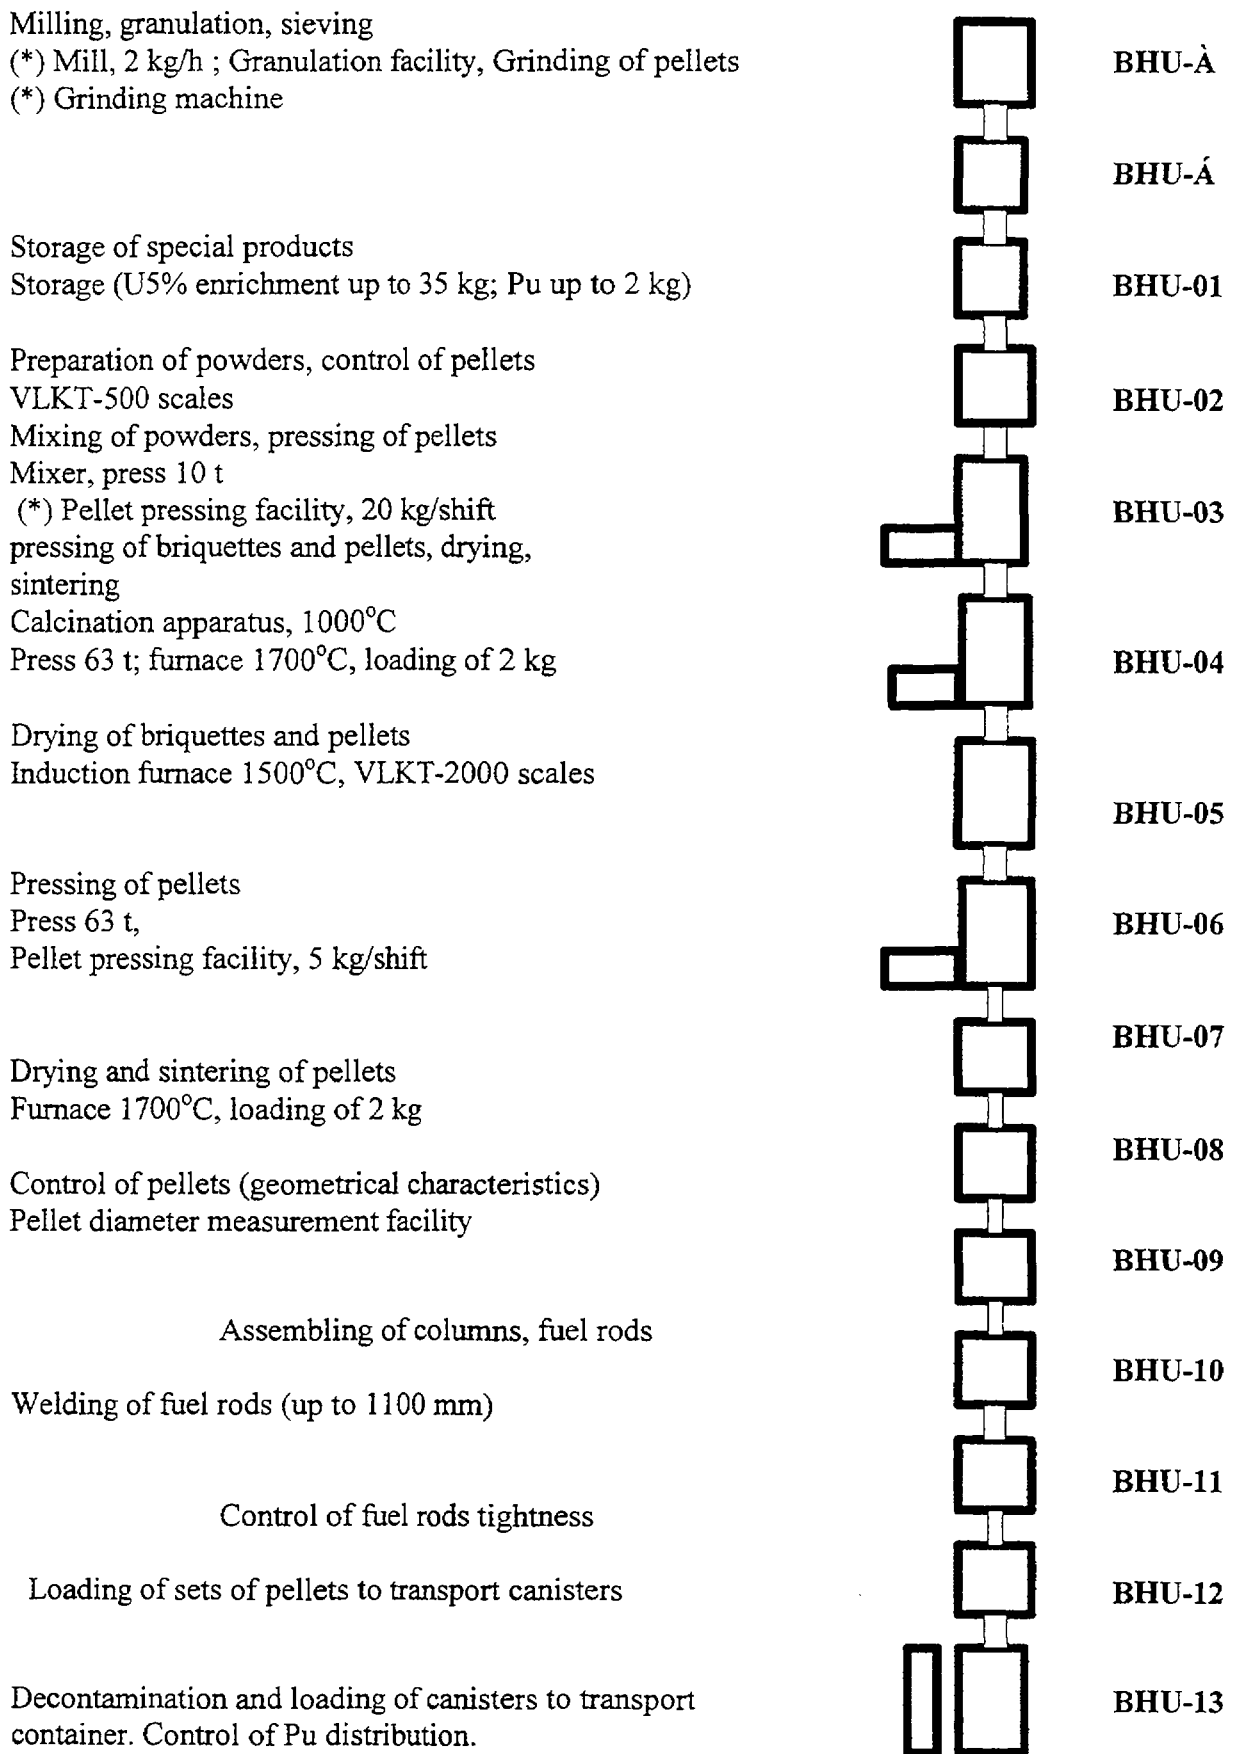 Milling, granulation, sieving
(*) Mill, 2 kg/h ; Granulation facility, Grinding of pellets
BHU-À
(*) Grinding machine
BHU-Á
Storage of special products
Storage (U5% enrichment up to 35 kg; Pu up to 2 kg)
BHU-01
Preparation of powders, control of pellets
VLKT-500 scales
BHU-02
Mixing of powders, pressing of pellets
Mixer, press 10 t
(*) Pellet pressing facility, 20 kg/shift
BHU-03
pressing of briquettes and pellets, drying,
sintering
Calcination apparatus, 1000°C
Press 63 t; furnace 1700°C, loading of 2 kg
BHU-04
Drying of briquettes and pellets
Induction furnace 1500°C, VLKT-2000 scales
BHU-05
Pressing of pellets
Press 63 t,
BHU-06
Pellet pressing facility, 5 kg/shift
BHU-07
Drying and sintering of pellets
Furnace 1700°C, loading of 2 kg
BHU-08
Control of pellets (geometrical characteristics)
Pellet diameter measurement facility
BHU-09
Assembling of columns, fuel rods
BHU-10
Welding of fuel rods (up to 1100 mm)
BHU-11
Control of fuel rods tightness
Loading of sets of pellets to transport canisters
BHU-12
Decontamination and loading of canisters to transport
BHU-13
container. Control of Pu distribution.